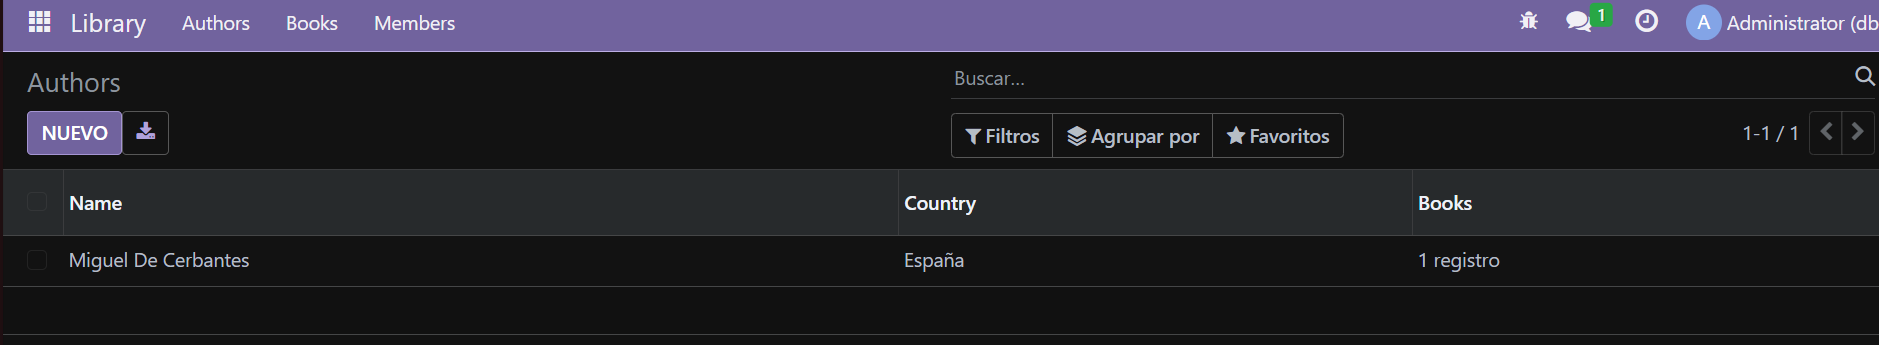 Library Authors Books Members 1 A Administrator (db
Authors Buscar...
NUEVO Filtros Agrupar por Favoritos 1-1 / 1
Name Country Books
Miguel De Cerbantes España 1 registro